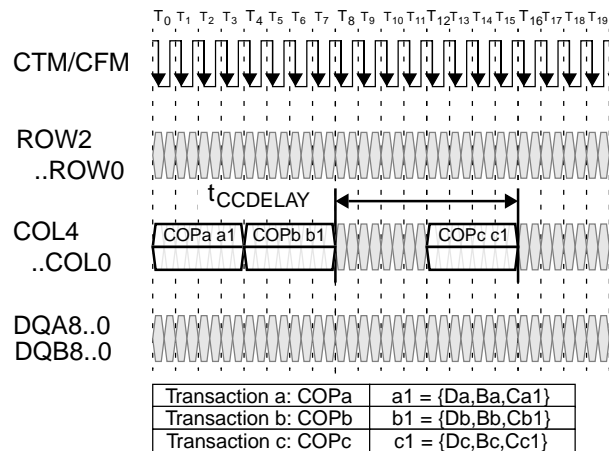 T0 T1 T2 T3 T4 T5 T6 T7 T8 T9 T10 T11 T12 T13 T14 T15 T16 T17 T18 T19
CTM/CFM
ROW2
..ROW0
tCCDELAY
COL4
..COL0
COPa a1 COPb b1 COPc c1
DQA8..0
DQB8..0
Transaction a: COPa a1 = {Da,Ba,Ca1}
Transaction b: COPb b1 = {Db,Bb,Cb1}
Transaction c: COPc c1 = {Dc,Bc,Cc1}